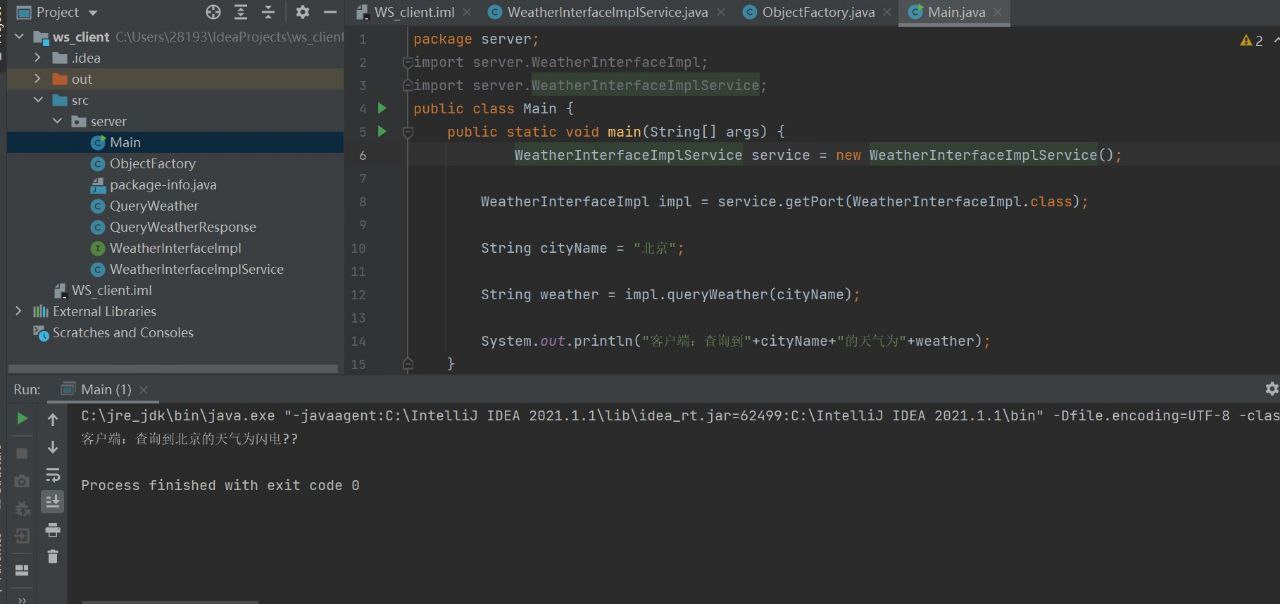 Project
ws_client C:\Users\28193\IdeaProjects\ws_client
.idea
out
src
server
Main
ObjectFactory
package-info.java
QueryWeather
QueryWeatherResponse
WeatherInterfaceImpl
WeatherInterfaceImplService
WS_client.iml
External Libraries
Scratches and Consoles
WS_client.iml WeatherInterfaceImplService.java ObjectFactory.java Main.java
2
1 package server;
2 import server.WeatherInterfaceImpl;
3 import server.WeatherInterfaceImplService;
4 public class Main {
5 public static void main(String[] args) {
6 WeatherInterfaceImplService service = new WeatherInterfaceImplService();
7
8 WeatherInterfaceImpl impl = service.getPort(WeatherInterfaceImpl.class);
9
10 String cityName = "北京";
11
12 String weather = impl.queryWeather(cityName);
13
14 System.out.println("客户端：查询到"+cityName+"的天气为"+weather);
15 }
Run: Main (1)
C:\jre_jdk\bin\java.exe "-javaagent:C:\IntelliJ IDEA 2021.1.1\lib\idea_rt.jar=62499:C:\IntelliJ IDEA 2021.1.1\bin" -Dfile.encoding=UTF-8 -clas
客户端：查询到北京的天气为闪电??
Process finished with exit code 0